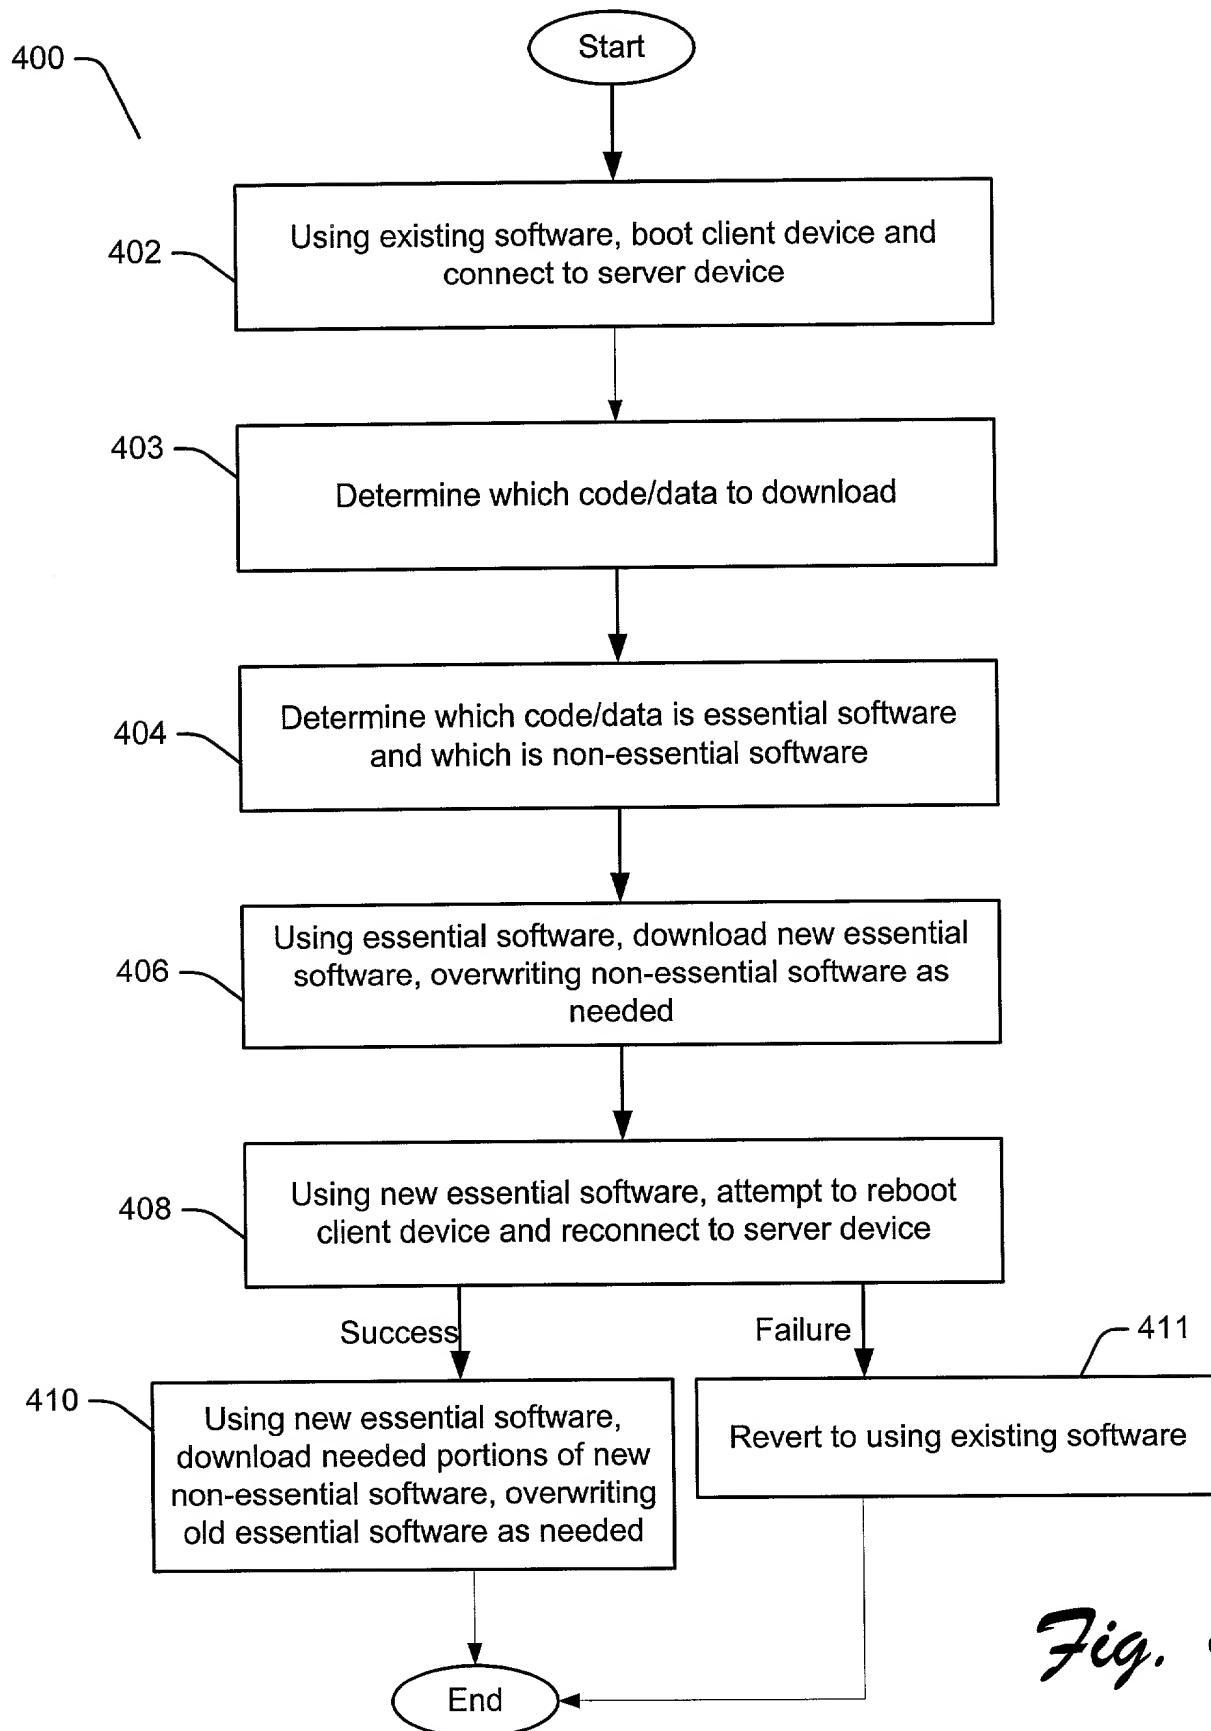 400
Start
402
Using existing software, boot client device and
connect to server device
403
Determine which code/data to download
404
Determine which code/data is essential software
and which is non-essential software
406
Using essential software, download new essential
software, overwriting non-essential software as
needed
408
Using new essential software, attempt to reboot
client device and reconnect to server device
Success
Failure
411
410
Using new essential software,
download needed portions of new
non-essential software, overwriting
old essential software as needed
Revert to using existing software
Fig.
End